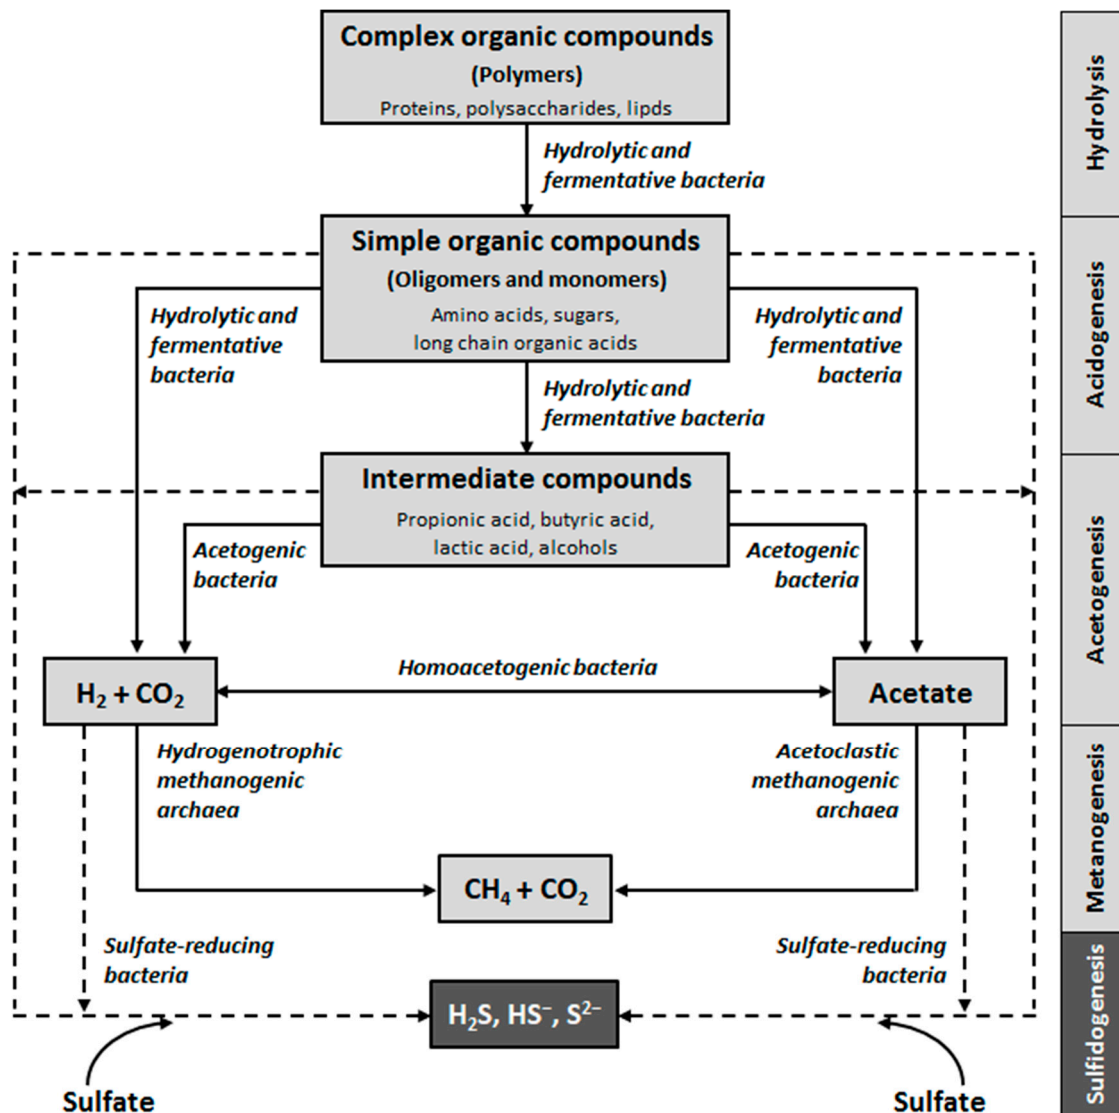 Complex organic compounds
(Polymers)
Proteins, polysaccharides, lipds
Hydrolytic and
fermentative bacteria
Simple organic compounds
(Oligomers and monomers)
Amino acids, sugars,
long chain organic acids
Hydrolytic and
fermentative
bacteria
Hydrolytic and
fermentative
bacteria
Hydrolytic and
fermentative bacteria
Intermediate compounds
Propionic acid, butyric acid,
lactic acid, alcohols
Acetogenic
bacteria
Acetogenic
bacteria
H₂ + CO₂
Homoacetogenic bacteria
Acetate
Hydrogenotrophic
methanogenic
archaea
Acetoclastic
methanogenic
archaea
CH₄ + CO₂
Sulfate-reducing
bacteria
Sulfate-reducing
bacteria
H₂S, HS⁻, S²⁻
Sulfate
Sulfate
Hydrolysis
Acidogenesis
Acetogenesis
Metanogenesis
Sulfidogenesis